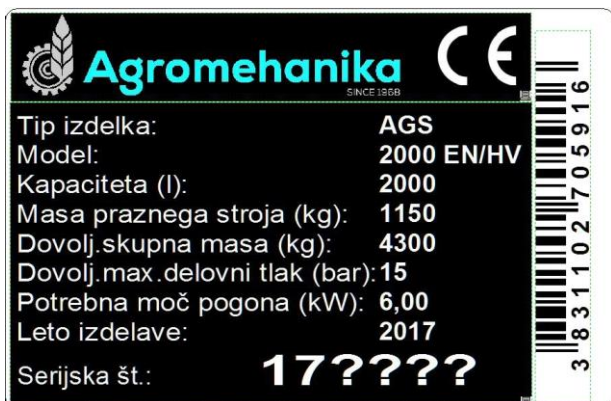 Agromehanika
SINCE 1968
CE
Tip izdelka: AGS
Model: 2000 EN/HV
Kapaciteta (l): 2000
Masa praznega stroja (kg): 1150
Dovolj.skupna masa (kg): 4300
Dovolj.max.delovni tlak (bar): 15
Potrebna moč pogona (kW): 6,00
Leto izdelave: 2017
Serijska št.: 17????
3831102705916